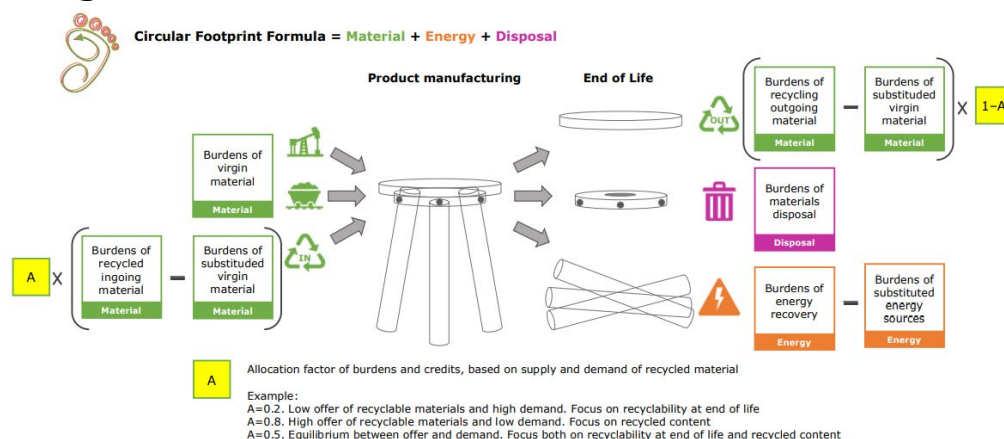 Circular Footprint Formula = Material + Energy + Disposal
Product manufacturing
End of Life
Burdens of
virgin
material
Material
A
X
Burdens of
recycled
ingoing
material
Material
–
Burdens of
substituded
virgin
material
Material
IN
OUT
Burdens of
recycling
outgoing
material
Material
–
Burdens of
substituded
virgin
material
Material
X
1–A
Burdens of
materials
disposal
Disposal
Burdens of
energy
recovery
Energy
–
Burdens of
substituted
energy
sources
Energy
A
Allocation factor of burdens and credits, based on supply and demand of recycled material
Example:
A=0.2. Low offer of recyclable materials and high demand. Focus on recyclability at end of life
A=0.8. High offer of recyclable materials and low demand. Focus on recycled content
A=0.5. Equilibrium between offer and demand. Focus both on recyclability at end of life and recycled content